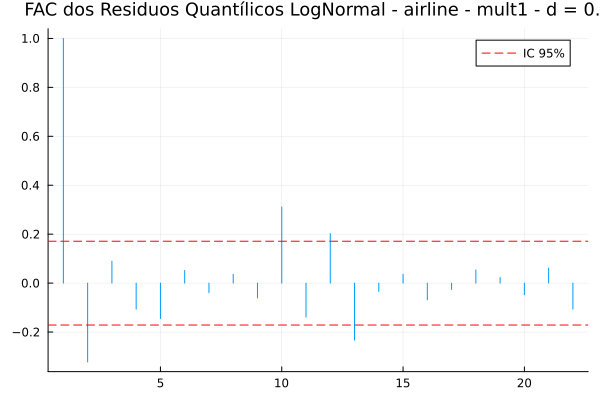 FAC dos Residuos Quantílicos LogNormal - airline - mult1 - d = 0.
IC 95%
1.0
0.8
0.6
0.4
0.2
0.0
−0.2
5 10 15 20